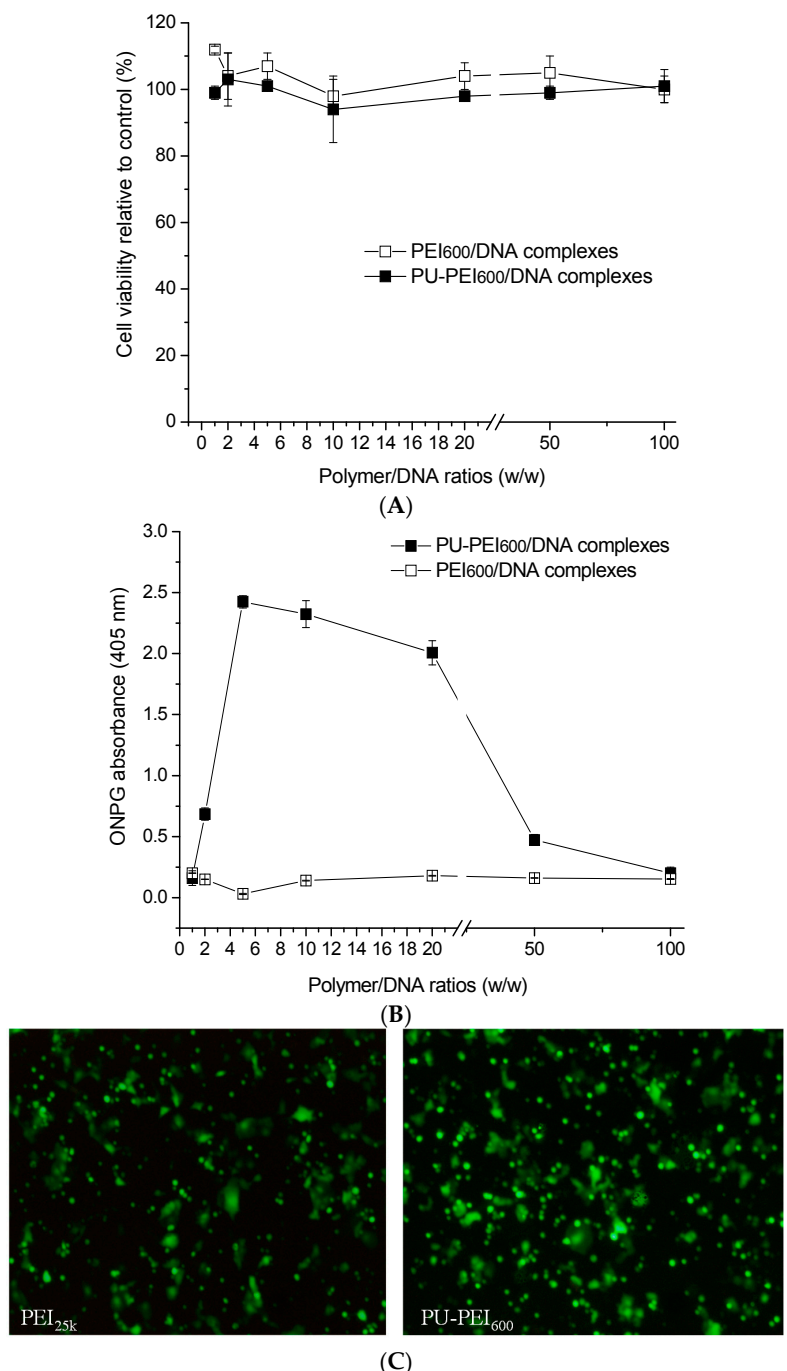 120
100
80
60
40
20
0
Cell viability relative to control (%)
PEI600/DNA complexes
PU-PEI600/DNA complexes
0 2 4 6 8 10 12 14 16 18 20 50 100
Polymer/DNA ratios (w/w)
(A)
3.0
2.5
2.0
1.5
1.0
0.5
0.0
ONPG absorbance (405 nm)
PU-PEI600/DNA complexes
PEI600/DNA complexes
0 2 4 6 8 10 12 14 16 18 20 50 100
Polymer/DNA ratios (w/w)
(B)
PEI25k
PU-PEI600
(C)